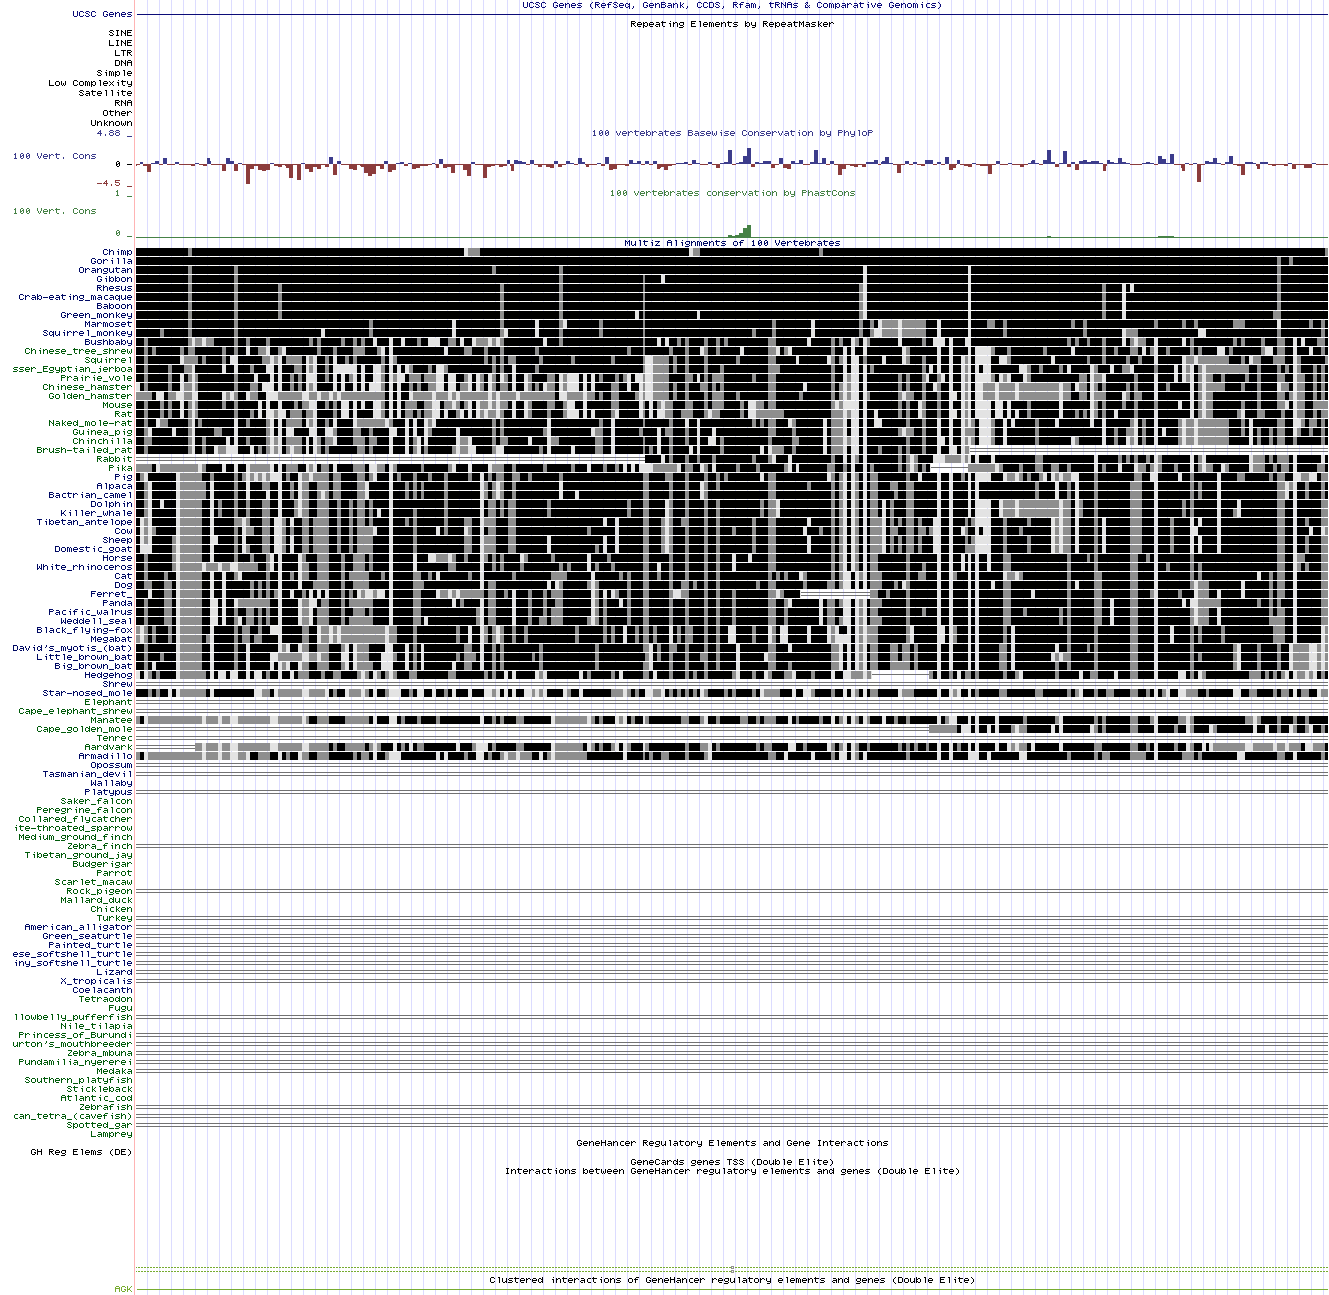 UCSC Genes (RefSeq, GenBank, CCDS, Rfam, tRNAs & Comparative Genomics)
UCSC Genes
Repeating Elements by RepeatMasker
SINE
LINE
LTR
DNA
Simple
Low Complexity
Satellite
RNA
Other
Unknown
4.88 _
100 vertebrates Basewise Conservation by PhyloP
100 Vert. Cons
0 _
-4.5 _
100 vertebrates conservation by PhastCons
1 _
100 Vert. Cons
0 _
Multiz Alignments of 100 Vertebrates
Chimp
Gorilla
Orangutan
Gibbon
Rhesus
Crab-eating_macaque
Baboon
Green_monkey
Marmoset
Squirrel_monkey
Bushbaby
Chinese_tree_shrew
Squirrel
sser_Egyptian_jerboa
Prairie_vole
Chinese_hamster
Golden_hamster
Mouse
Rat
Naked_mole-rat
Guinea_pig
Chinchilla
Brush-tailed_rat
Rabbit
Pika
Pig
Alpaca
Bactrian_camel
Dolphin
Killer_whale
Tibetan_antelope
Cow
Sheep
Domestic_goat
Horse
White_rhinoceros
Cat
Dog
Ferret_
Panda
Pacific_walrus
Weddell_seal
Black_flying-fox
Megabat
David's_myotis_(bat)
Little_brown_bat
Big_brown_bat
Hedgehog
Shrew
Star-nosed_mole
Elephant
Cape_elephant_shrew
Manatee
Cape_golden_mole
Tenrec
Aardvark
Armadillo
Opossum
Tasmanian_devil
Wallaby
Platypus
Saker_falcon
Peregrine_falcon
Collared_flycatcher
ite-throated_sparrow
Medium_ground_finch
Zebra_finch
Tibetan_ground_jay
Budgerigar
Parrot
Scarlet_macaw
Rock_pigeon
Mallard_duck
Chicken
Turkey
American_alligator
Green_seaturtle
Painted_turtle
ese_softshell_turtle
iny_softshell_turtle
Lizard
X_tropicalis
Coelacanth
Tetraodon
Fugu
llowbelly_pufferfish
Nile_tilapia
Princess_of_Burundi
urton's_mouthbreeder
Zebra_mbuna
Pundamilia_nyererei
Medaka
Southern_platyfish
Stickleback
Atlantic_cod
Zebrafish
can_tetra_(cavefish)
Spotted_gar
Lamprey
GeneHancer Regulatory Elements and Gene Interactions
GH Reg Elems (DE)
GeneCards genes TSS (Double Elite)
Interactions between GeneHancer regulatory elements and genes (Double Elite)
Clustered interactions of GeneHancer regulatory elements and genes (Double Elite)
AGK